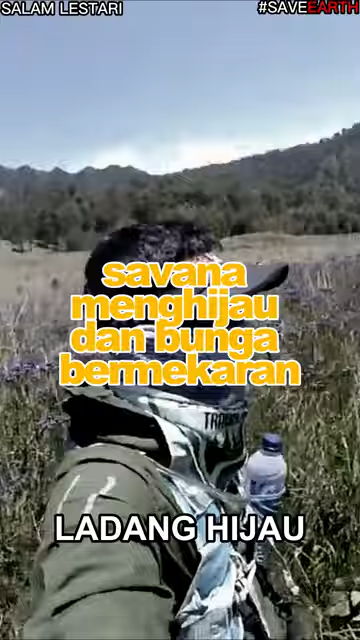 SALAM LESTARI
#SAVEEARTH
savana
menghijau
dan bunga
bermekaran
LADANG HIJAU